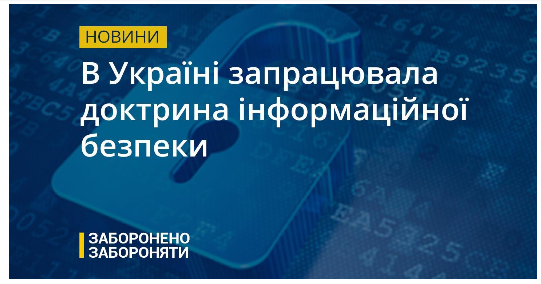 НОВИНИ
В Україні запрацювала
доктрина інформаційної
безпеки
ЗАБОРОНЕНО
ЗАБОРОНЯТИ